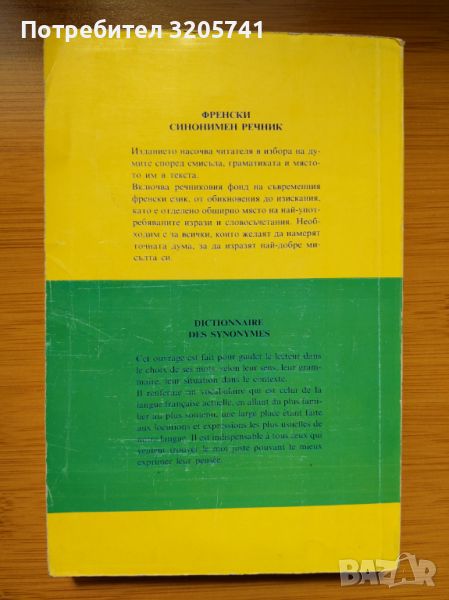 Потребител 3205741
ФРЕНСКИ
СИНОНИМЕН РЕЧНИК
Изданието насочва читателя в избора на ду-
мите според смисъла, граматиката и място-
то им в текста.
Включва речниковия фонд на съвременния
френски език, от обикновения до изискания,
като е отделено обширно място на най-упот-
ребяваните изрази и словосъчетания. Необ-
ходим е за всички, които желаят да намерят
точната дума, за да изразят най-добре ми-
сълта си.
DICTIONNAIRE
DES SYNONYMES
Cet ouvrage est fait pour guider le lecteur dans
le choix de ses mots selon leur sens, leur gram-
maire, leur situation dans le contexte.
Il renferme un vocabulaire qui est celui de la
langue française actuelle, en allant du plus fami-
lier au plus soutenu, une large place étant faite
aux locutions et expressions les plus usuelles de
notre langue. Il est indispensable à tous ceux qui
veulent trouver le mot juste pouvant le mieux
exprimer leur pensée.
BAZAR
bg